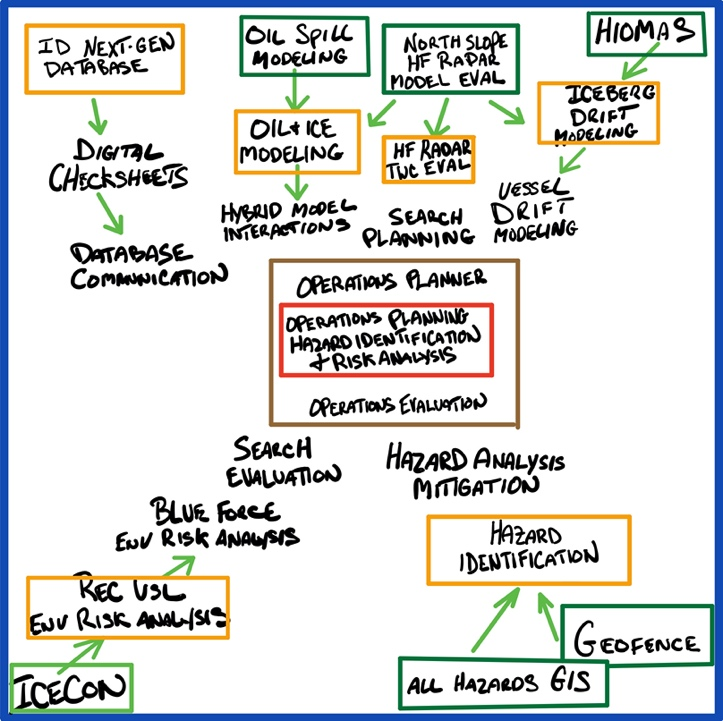 ID NEXT-GEN
DATABASE
OIL SPILL
MODELING
NORTH SLOPE
HF RADAR
MODEL EVAL
HIOMAS
DIGITAL
CHECKSHEETS
OIL + ICE
MODELING
HF RADAR
TWC EVAL
ICEBERG
DRIFT
MODELING
DATABASE
COMMUNICATION
HYBRID MODEL
INTERACTIONS
SEARCH
PLANNING
VESSEL
DRIFT
MODELING
OPERATIONS PLANNER
OPERATIONS PLANNING
HAZARD IDENTIFICATION
+ RISK ANALYSIS
OPERATIONS EVALUATION
SEARCH
EVALUATION
HAZARD ANALYSIS
MITIGATION
BLUE FORCE
ENV RISK ANALYSIS
HAZARD
IDENTIFICATION
REC VSL
ENV RISK ANALYSIS
GEOFENCE
ICECON
ALL HAZARDS GIS